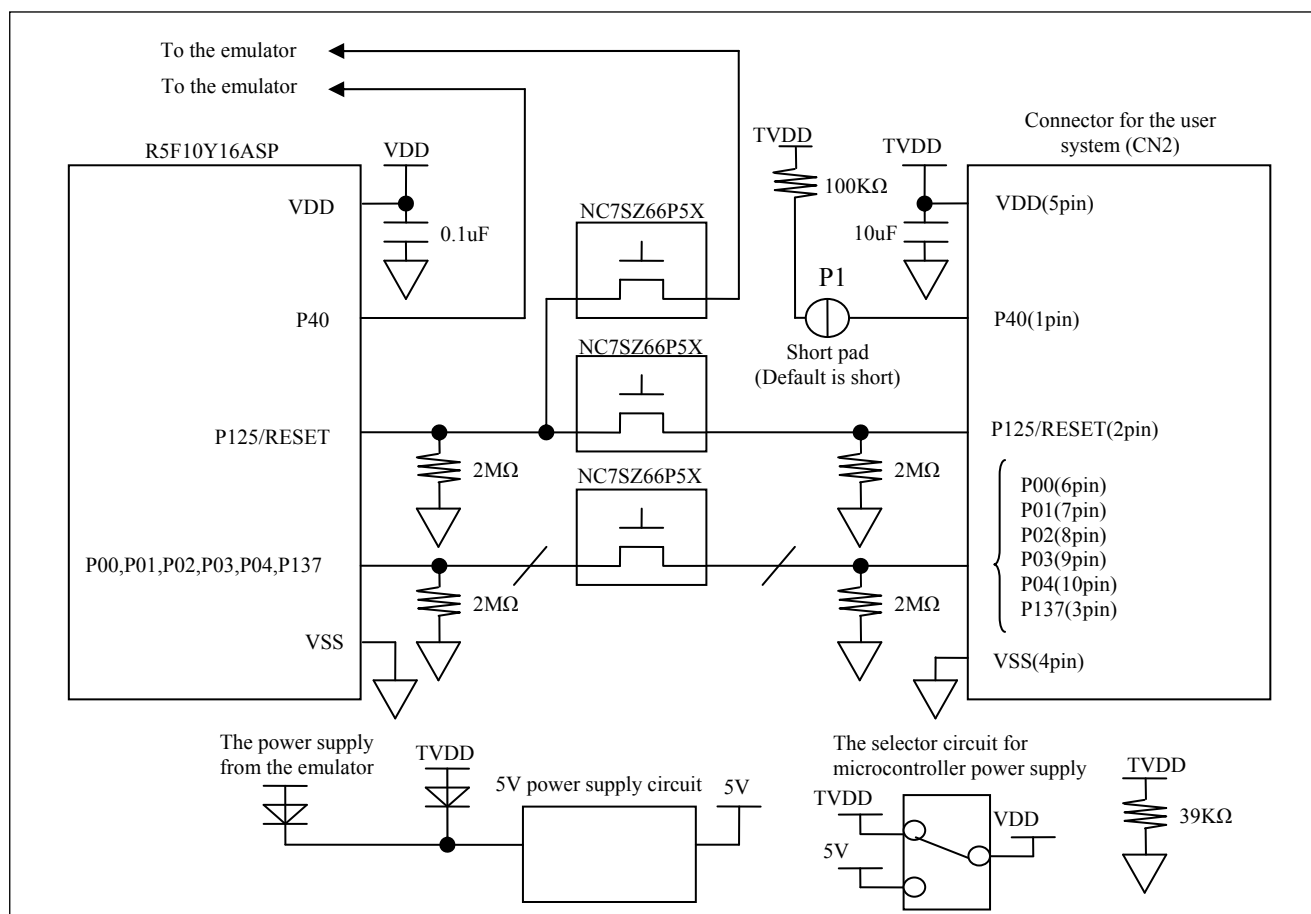 To the emulator
To the emulator
R5F10Y16ASP
VDD
VDD
0.1uF
P40
P125/RESET
2MΩ
P00,P01,P02,P03,P04,P137
2MΩ
VSS
NC7SZ66P5X
NC7SZ66P5X
NC7SZ66P5X
TVDD
100KΩ
P1
Short pad
(Default is short)
2MΩ
2MΩ
Connector for the user
system (CN2)
TVDD
10uF
VDD(5pin)
P40(1pin)
P125/RESET(2pin)
P00(6pin)
P01(7pin)
P02(8pin)
P03(9pin)
P04(10pin)
P137(3pin)
VSS(4pin)
The power supply
from the emulator
TVDD
5V power supply circuit
5V
The selector circuit for
microcontroller power supply
TVDD
5V
VDD
TVDD
39KΩ